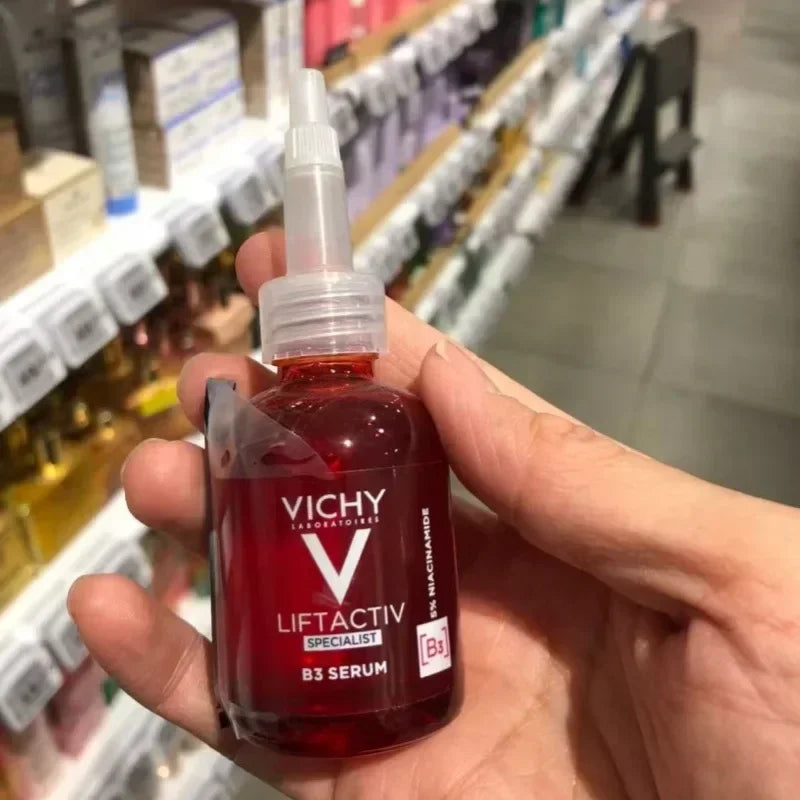 VICHY
LABORATOIRES
V
LIFTACTIV
SPECIALIST
B3 SERUM
5% NIACINAMIDE
[B3]